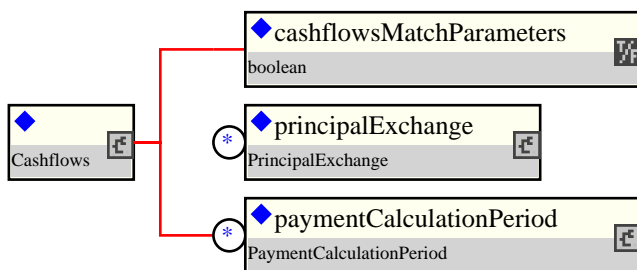 cashflowsMatchParameters
boolean
T/F
Cashflows
*
principalExchange
PrincipalExchange
*
paymentCalculationPeriod
PaymentCalculationPeriod